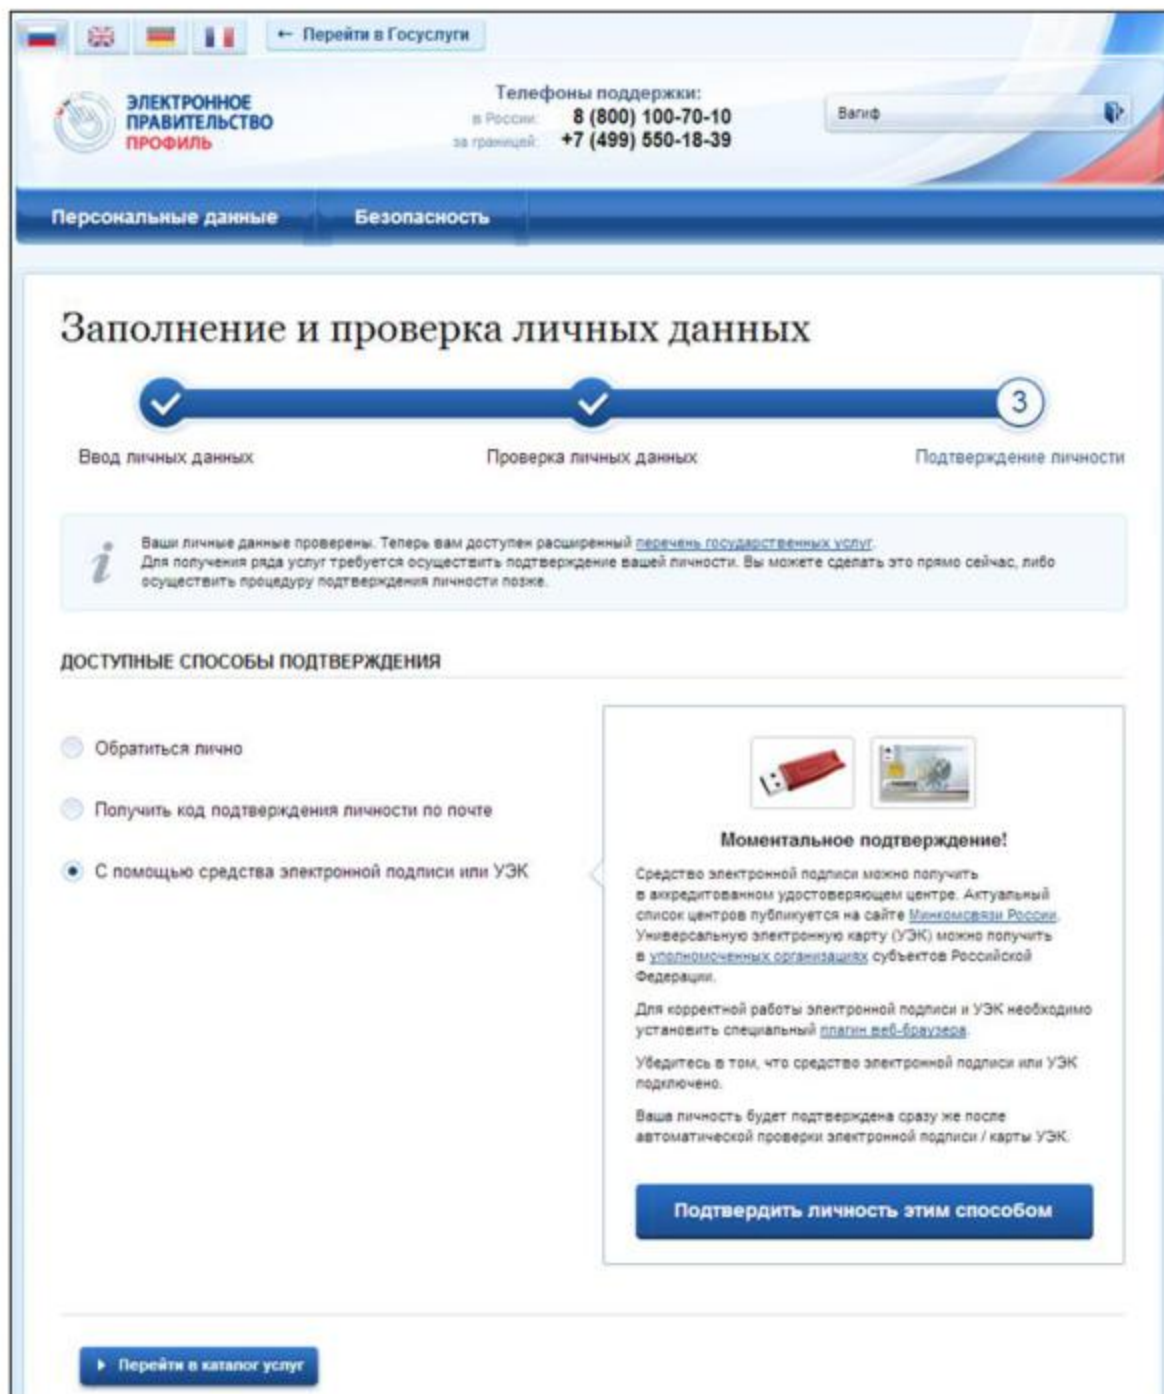 ← Перейти в Госуслуги
ЭЛЕКТРОННОЕ
ПРАВИТЕЛЬСТВО
ПРОФИЛЬ
Телефоны поддержки:
в России: 8 (800) 100-70-10
за границей: +7 (499) 550-18-39
Вагиф
Персональные данные Безопасность
Заполнение и проверка личных данных
3
Ввод личных данных Проверка личных данных Подтверждение личности
Ваши личные данные проверены. Теперь вам доступен расширенный перечень государственных услуг.
Для получения ряда услуг требуется осуществить подтверждение вашей личности. Вы можете сделать это прямо сейчас, либо
осуществить процедуру подтверждения личности позже.
ДОСТУПНЫЕ СПОСОБЫ ПОДТВЕРЖДЕНИЯ
Обратиться лично
Получить код подтверждения личности по почте
С помощью средства электронной подписи или УЭК
Моментальное подтверждение!
Средство электронной подписи можно получить
в аккредитованном удостоверяющем центре. Актуальный
список центров публикуется на сайте Минкомсвязи России.
Универсальную электронную карту (УЭК) можно получить
в уполномоченных организациях субъектов Российской
Федерации.
Для корректной работы электронной подписи и УЭК необходимо
установить специальный плагин веб-браузера.
Убедитесь в том, что средство электронной подписи или УЭК
подключено.
Ваша личность будет подтверждена сразу же после
автоматической проверки электронной подписи / карты УЭК.
Подтвердить личность этим способом
Перейти в каталог услуг